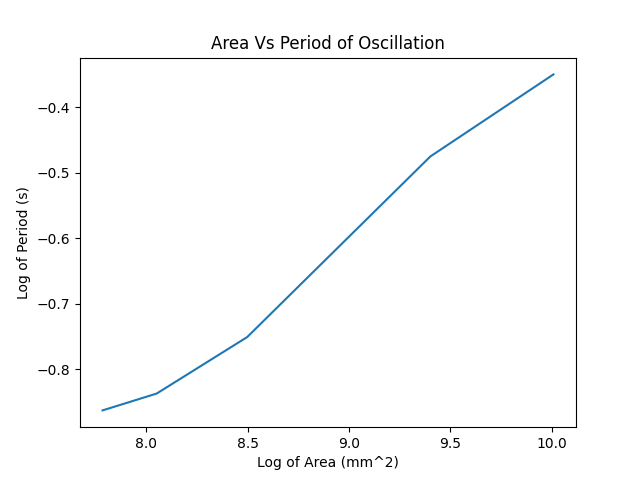 Area Vs Period of Oscillation
−0.4
−0.5
−0.6
−0.7
−0.8
Log of Period (s)
8.0 8.5 9.0 9.5 10.0
Log of Area (mm^2)